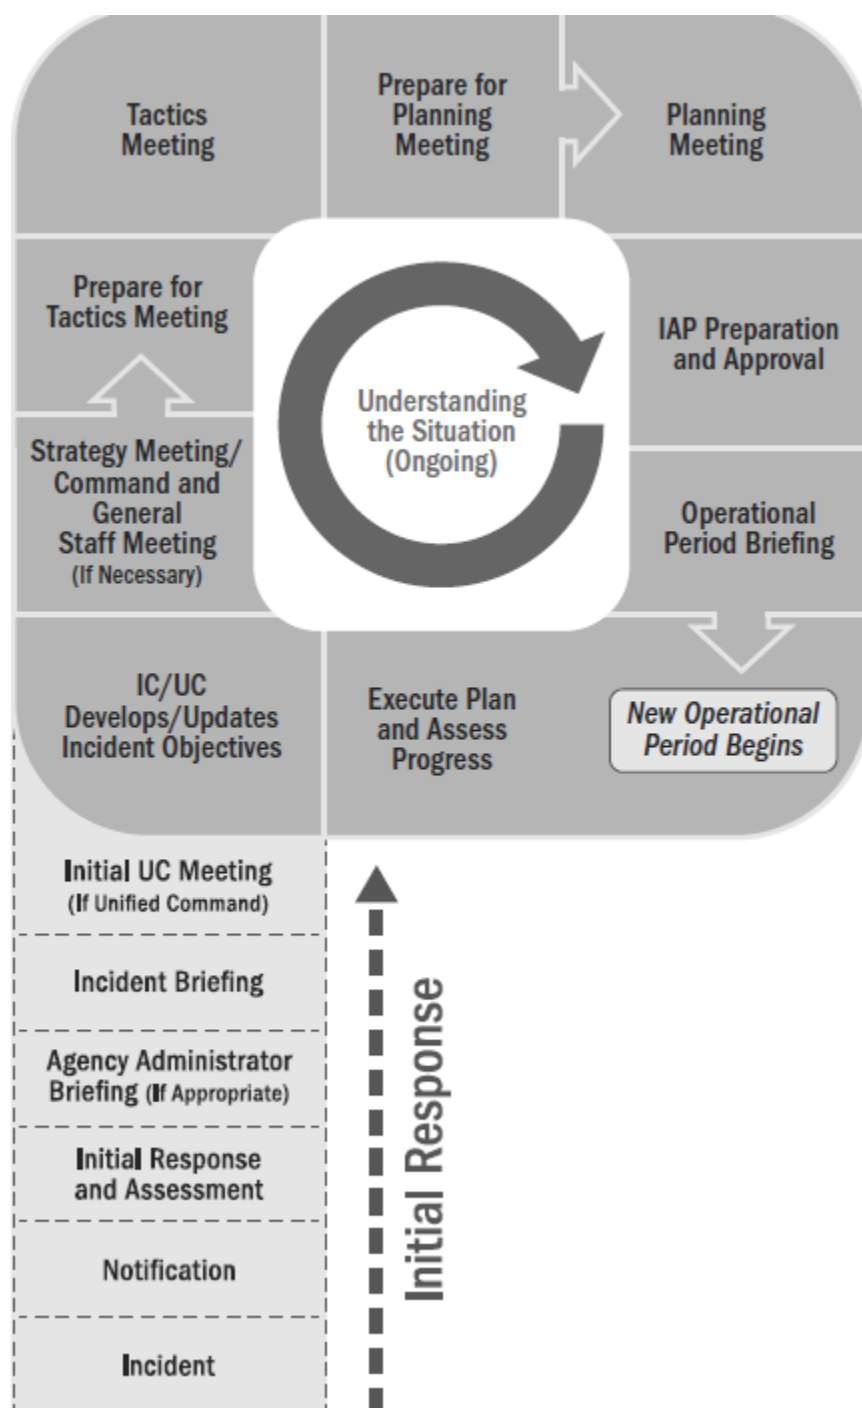 Tactics
Meeting
Prepare for
Planning
Meeting
Planning
Meeting
Prepare for
Tactics Meeting
IAP Preparation
and Approval
Understanding
the Situation
(Ongoing)
Strategy Meeting/
Command and
General
Staff Meeting
(If Necessary)
Operational
Period Briefing
IC/UC
Develops/Updates
Incident Objectives
Execute Plan
and Assess
Progress
New Operational
Period Begins
Initial UC Meeting
(If Unified Command)
Incident Briefing
Agency Administrator
Briefing (If Appropriate)
Initial Response
and Assessment
Notification
Incident
Initial Response